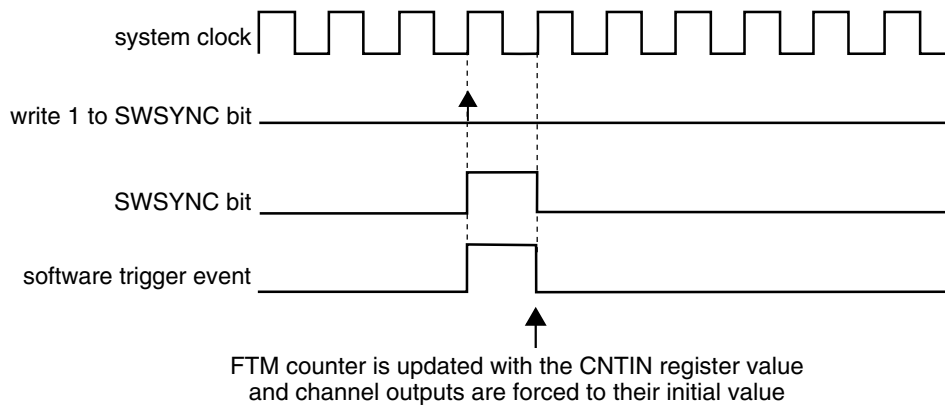 system clock
write 1 to SWSYNC bit
SWSYNC bit
software trigger event
FTM counter is updated with the CNTIN register value
and channel outputs are forced to their initial value